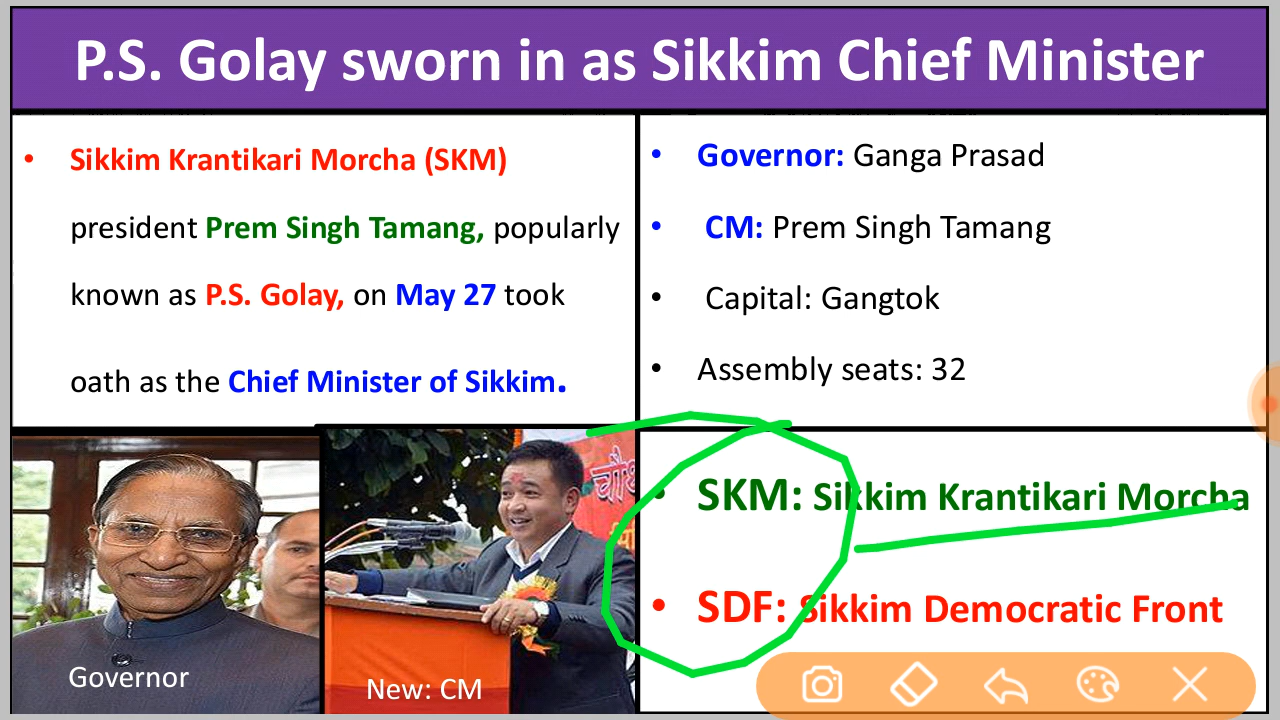 P.S. Golay sworn in as Sikkim Chief Minister
• Sikkim Krantikari Morcha (SKM)
president Prem Singh Tamang, popularly
known as P.S. Golay, on May 27 took
oath as the Chief Minister of Sikkim.
• Governor: Ganga Prasad
• CM: Prem Singh Tamang
• Capital: Gangtok
• Assembly seats: 32
Governor
New: CM
• SKM: Sikkim Krantikari Morcha
• SDF: Sikkim Democratic Front